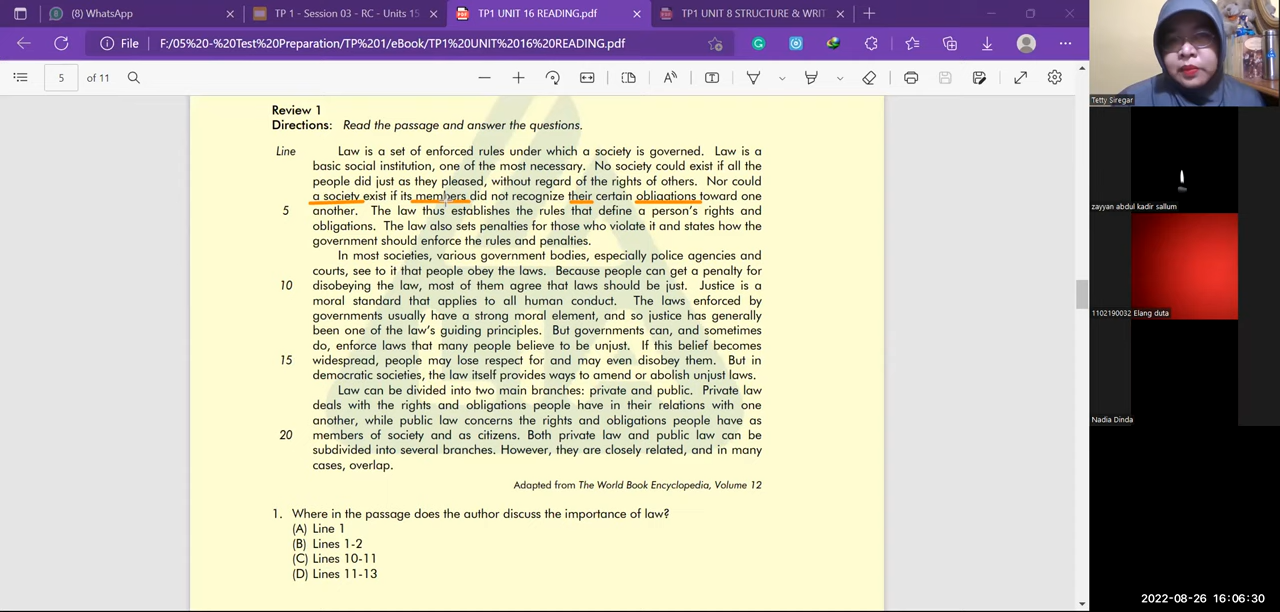 (8) WhatsApp
TP 1 - Session 03 - RC - Units 15
TP1 UNIT 16 READING.pdf
TP1 UNIT 8 STRUCTURE & WRIT
File
F:/05%20-%20Test%20Preparation/TP%201/eBook/TP1%20UNIT%2016%20READING.pdf
5
of 11
Review 1
Directions: Read the passage and answer the questions.
Line Law is a set of enforced rules under which a society is governed. Law is a
basic social institution, one of the most necessary. No society could exist if all the
people did just as they pleased, without regard of the rights of others. Nor could
a society exist if its members did not recognize their certain obligations toward one
5 another. The law thus establishes the rules that define a person's rights and
obligations. The law also sets penalties for those who violate it and states how the
government should enforce the rules and penalties.
In most societies, various government bodies, especially police agencies and
courts, see to it that people obey the laws. Because people can get a penalty for
10 disobeying the law, most of them agree that laws should be just. Justice is a
moral standard that applies to all human conduct. The laws enforced by
governments usually have a strong moral element, and so justice has generally
been one of the law's guiding principles. But governments can, and sometimes
do, enforce laws that many people believe to be unjust. If this belief becomes
15 widespread, people may lose respect for and may even disobey them. But in
democratic societies, the law itself provides ways to amend or abolish unjust laws.
Law can be divided into two main branches: private and public. Private law
deals with the rights and obligations people have in their relations with one
another, while public law concerns the rights and obligations people have as
20 members of society and as citizens. Both private law and public law can be
subdivided into several branches. However, they are closely related, and in many
cases, overlap.
Adapted from The World Book Encyclopedia, Volume 12
1. Where in the passage does the author discuss the importance of law?
(A) Line 1
(B) Lines 1-2
(C) Lines 10-11
(D) Lines 11-13
Tetty Siregar
zayyan abdul kadir sallum
1102190032 Elang duta
Nadia Dinda
2022-08-26 16:06:30